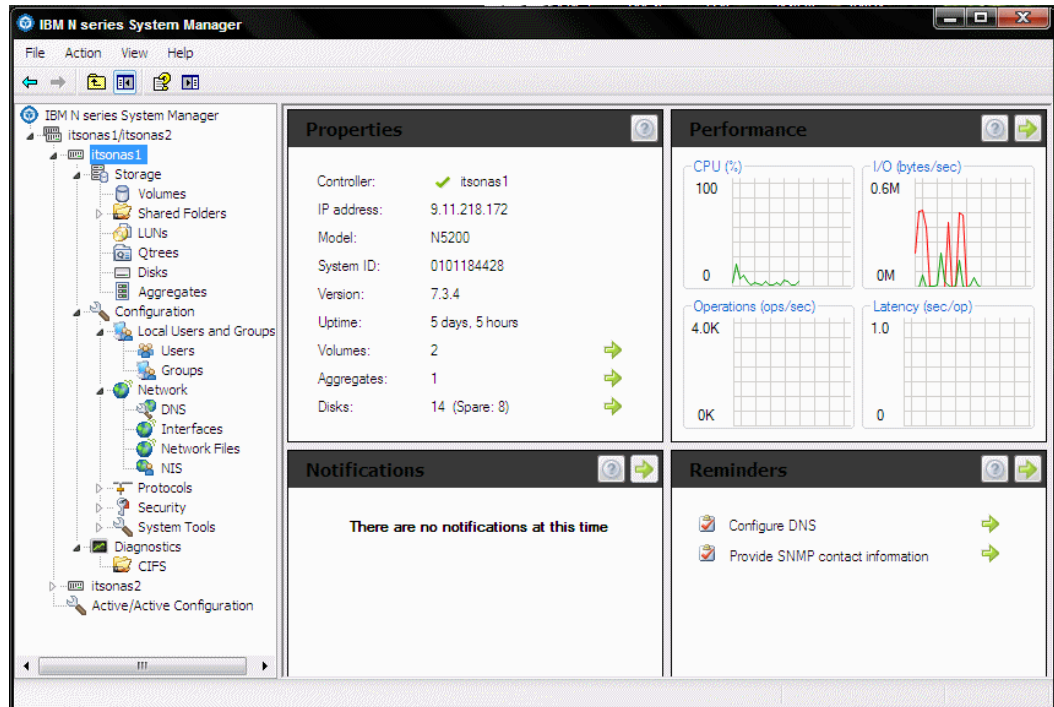 IBM N series System Manager
File Action View Help
IBM N series System Manager
itsonas1/itsonas2
itsonas1
Storage
Volumes
Shared Folders
LUNs
Qtrees
Disks
Aggregates
Configuration
Local Users and Groups
Users
Groups
Network
DNS
Interfaces
Network Files
NIS
Protocols
Security
System Tools
Diagnostics
CIFS
itsonas2
Active/Active Configuration
Properties
Controller: itsonas1
IP address: 9.11.218.172
Model: N5200
System ID: 0101184428
Version: 7.3.4
Uptime: 5 days, 5 hours
Volumes: 2
Aggregates: 1
Disks: 14 (Spare: 8)
Performance
CPU (%)
100
0
I/O (bytes/sec)
0.6M
0M
Operations (ops/sec)
4.0K
0K
Latency (sec/op)
1.0
0
Notifications
There are no notifications at this time
Reminders
Configure DNS
Provide SNMP contact information